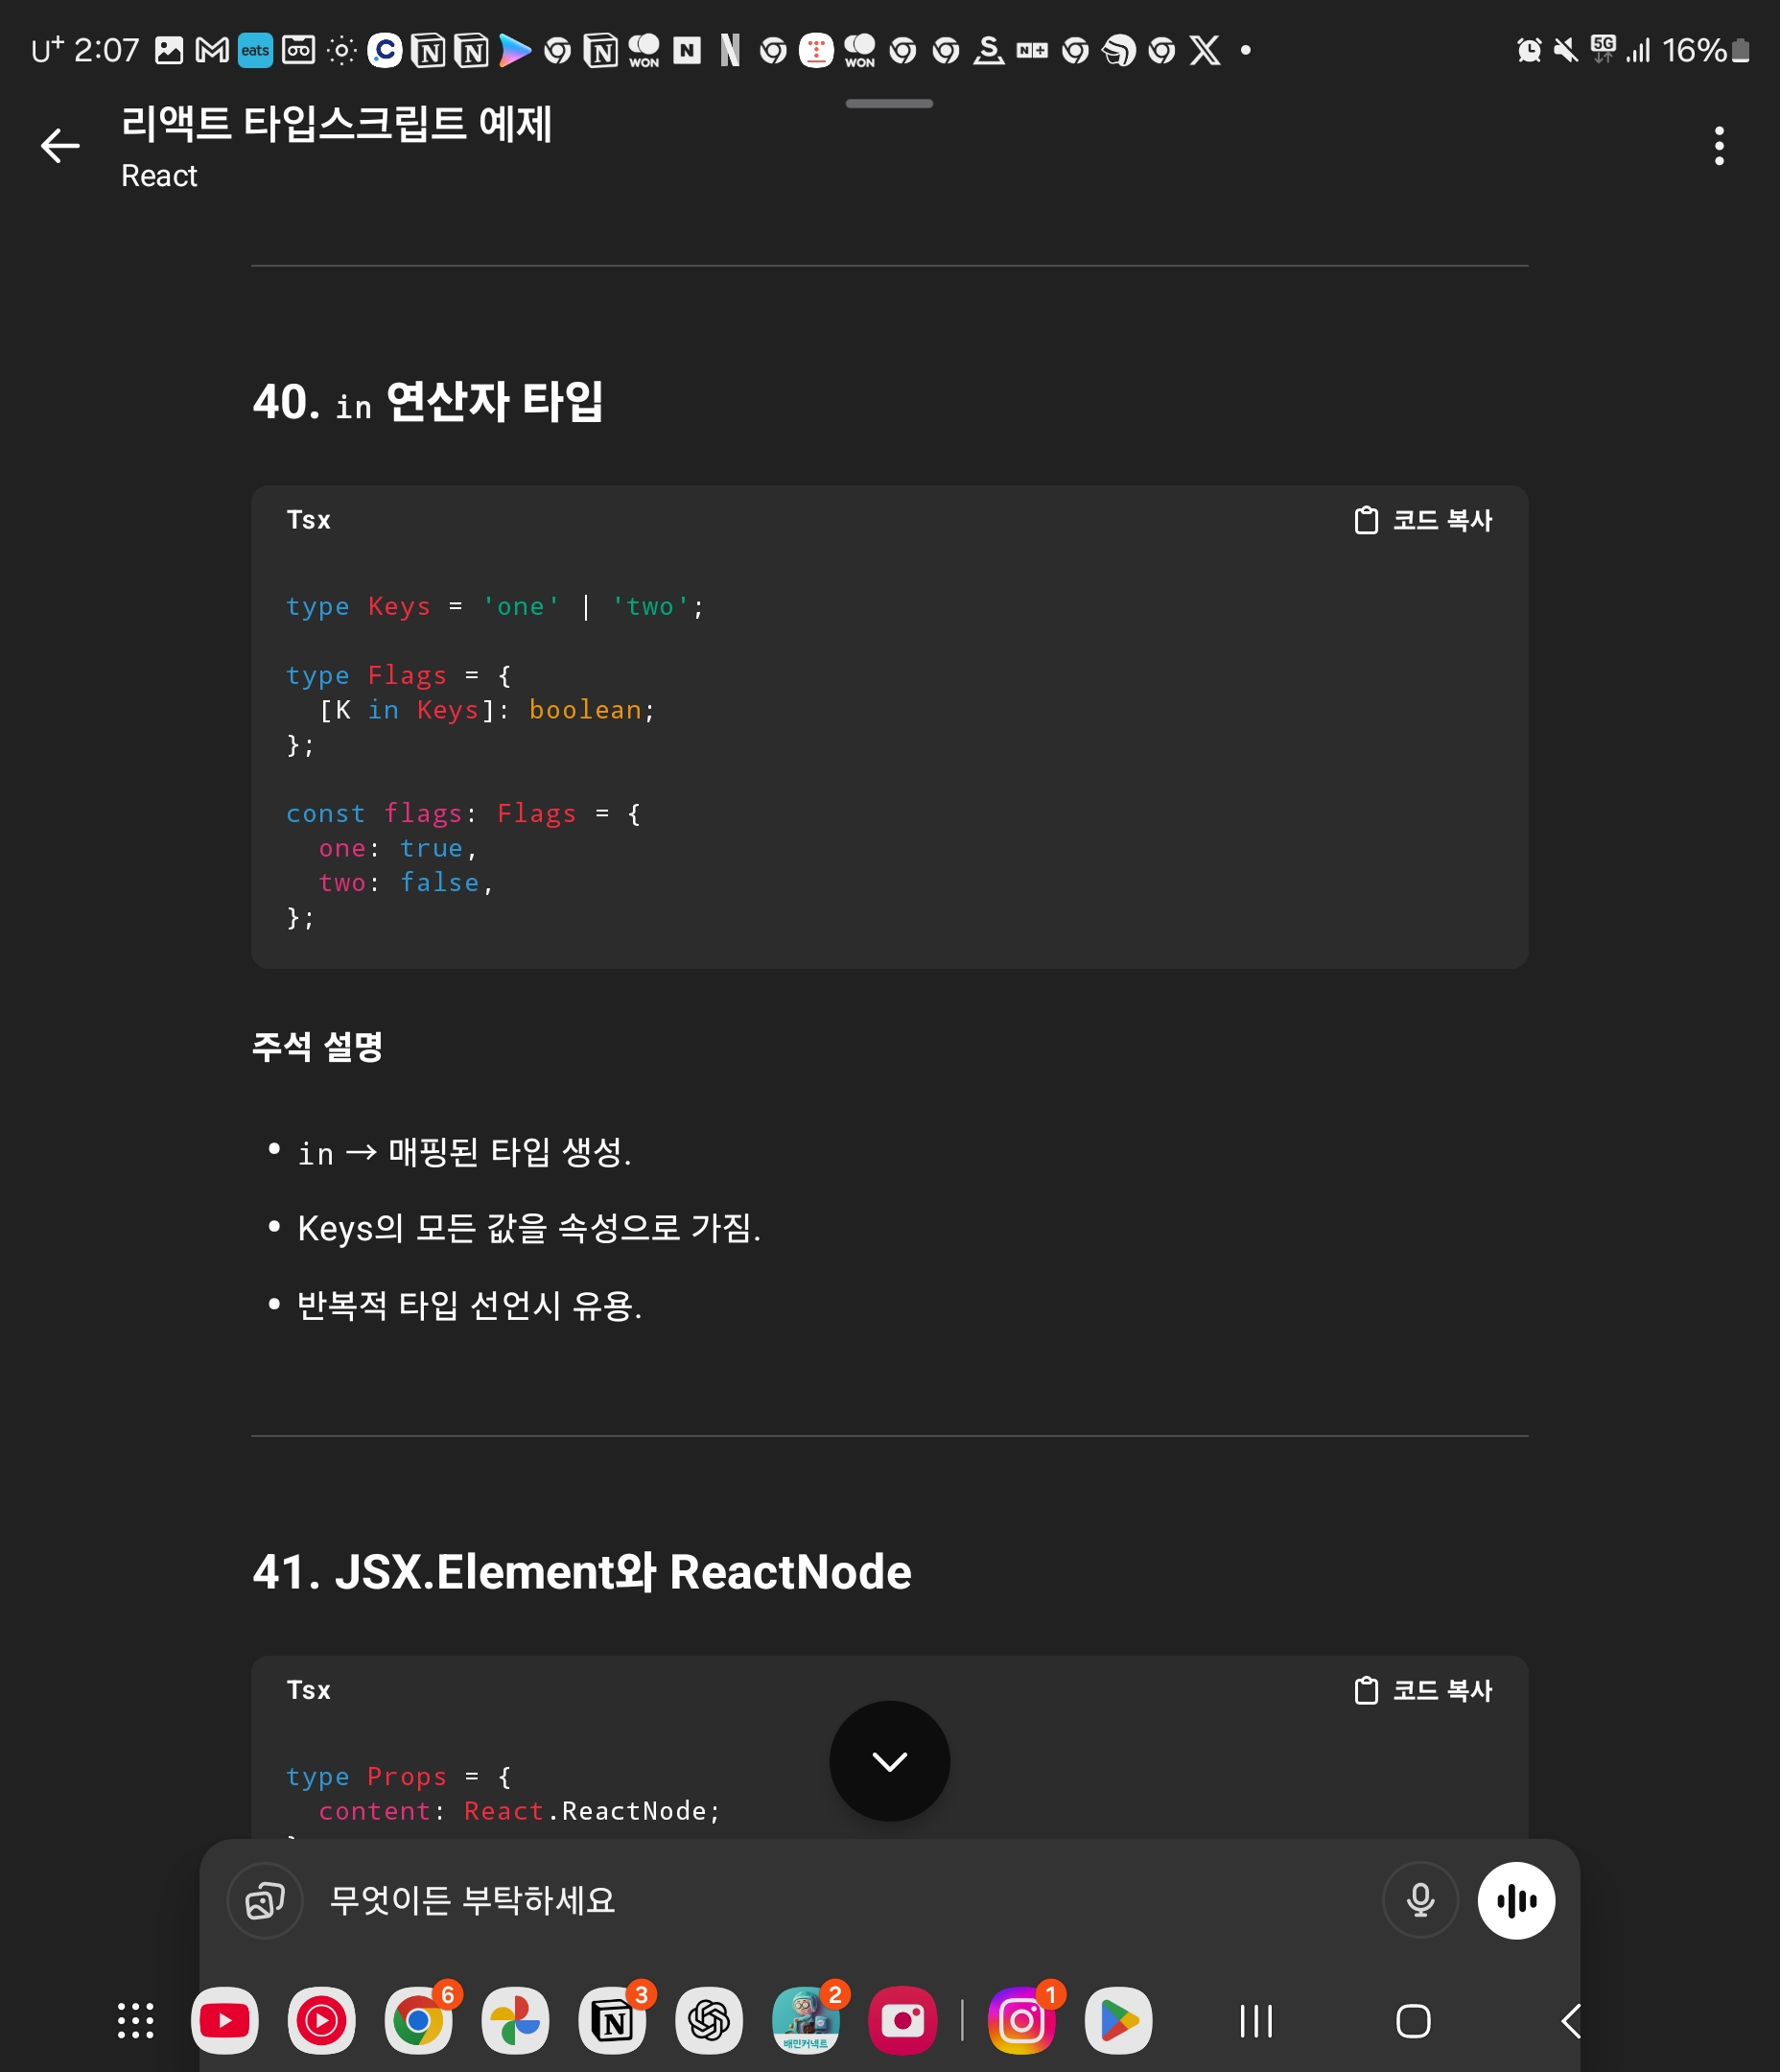 U+ 2:07 eats WON WON 5G 16%
리액트 타입스크립트 예제
React
40. in 연산자 타입
Tsx 코드 복사
type Keys = 'one' | 'two';
type Flags = {
[K in Keys]: boolean;
};
const flags: Flags = {
one: true,
two: false,
};
주석 설명
• in → 매핑된 타입 생성.
• Keys의 모든 값을 속성으로 가짐.
• 반복적 타입 선언시 유용.
41. JSX.Element와 ReactNode
Tsx 코드 복사
type Props = {
content: React.ReactNode;
무엇이든 부탁하세요
6 3 2 1
배민커넥트